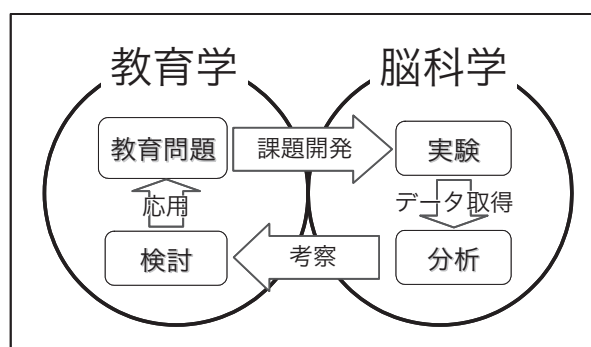 教育学
脳科学
教育問題
課題開発
実験
応用
データ取得
検討
考察
分析